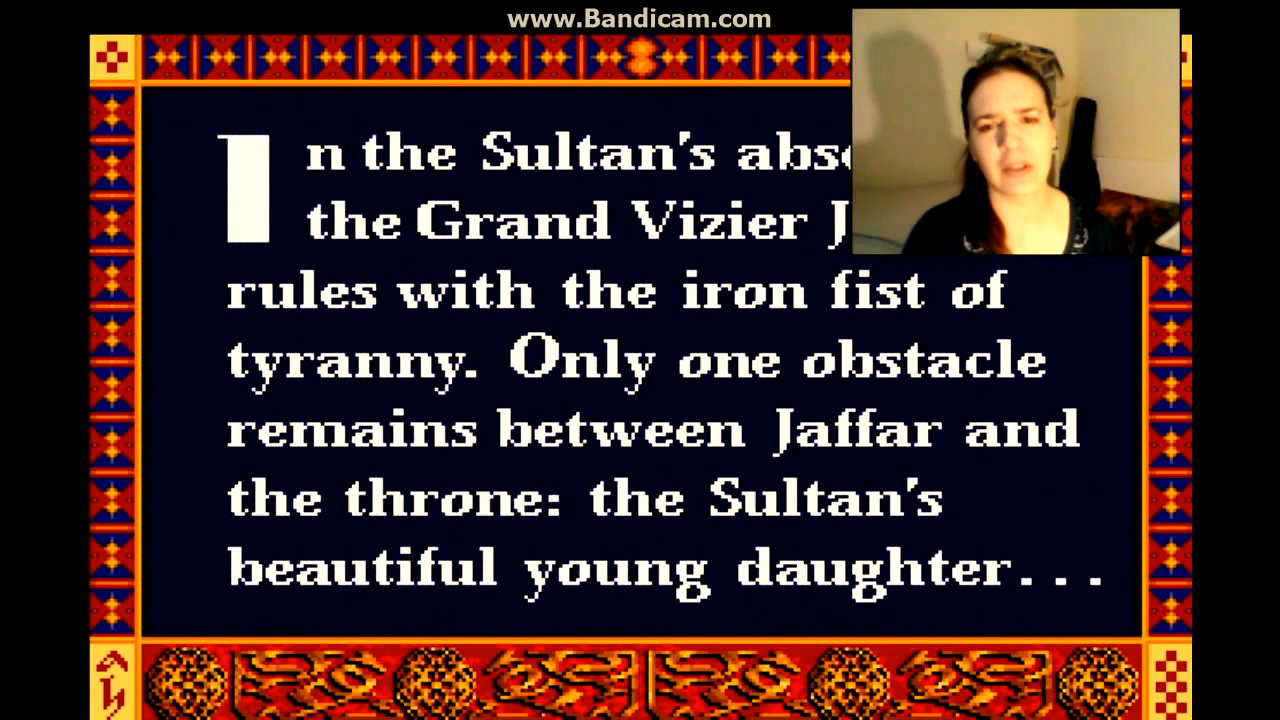 www.Bandicam.com
In the Sultan's
the Grand Vizier
rules with the iron fist of
tyranny. Only one obstacle
remains between Jaffar and
the throne: the Sultan's
beautiful young daughter...